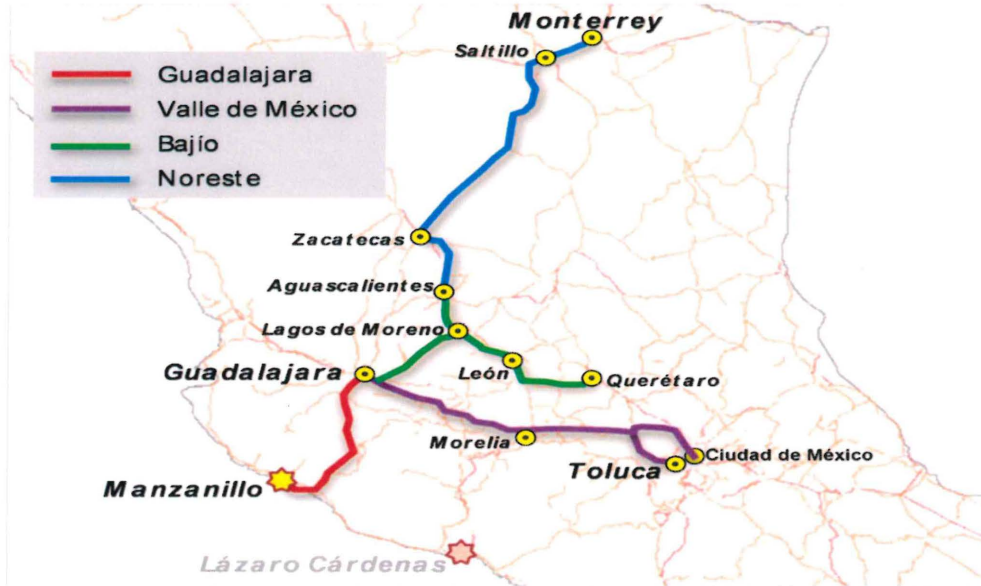 Monterrey
Saltillo
Guadalajara
Valle de México
Bajío
Noreste
Zacatecas
Aguascalientes
Lagos de Moreno
Guadalajara
León
Querétaro
Morelia
Ciudad de México
Toluca
Manzanillo
Lázaro Cárdenas